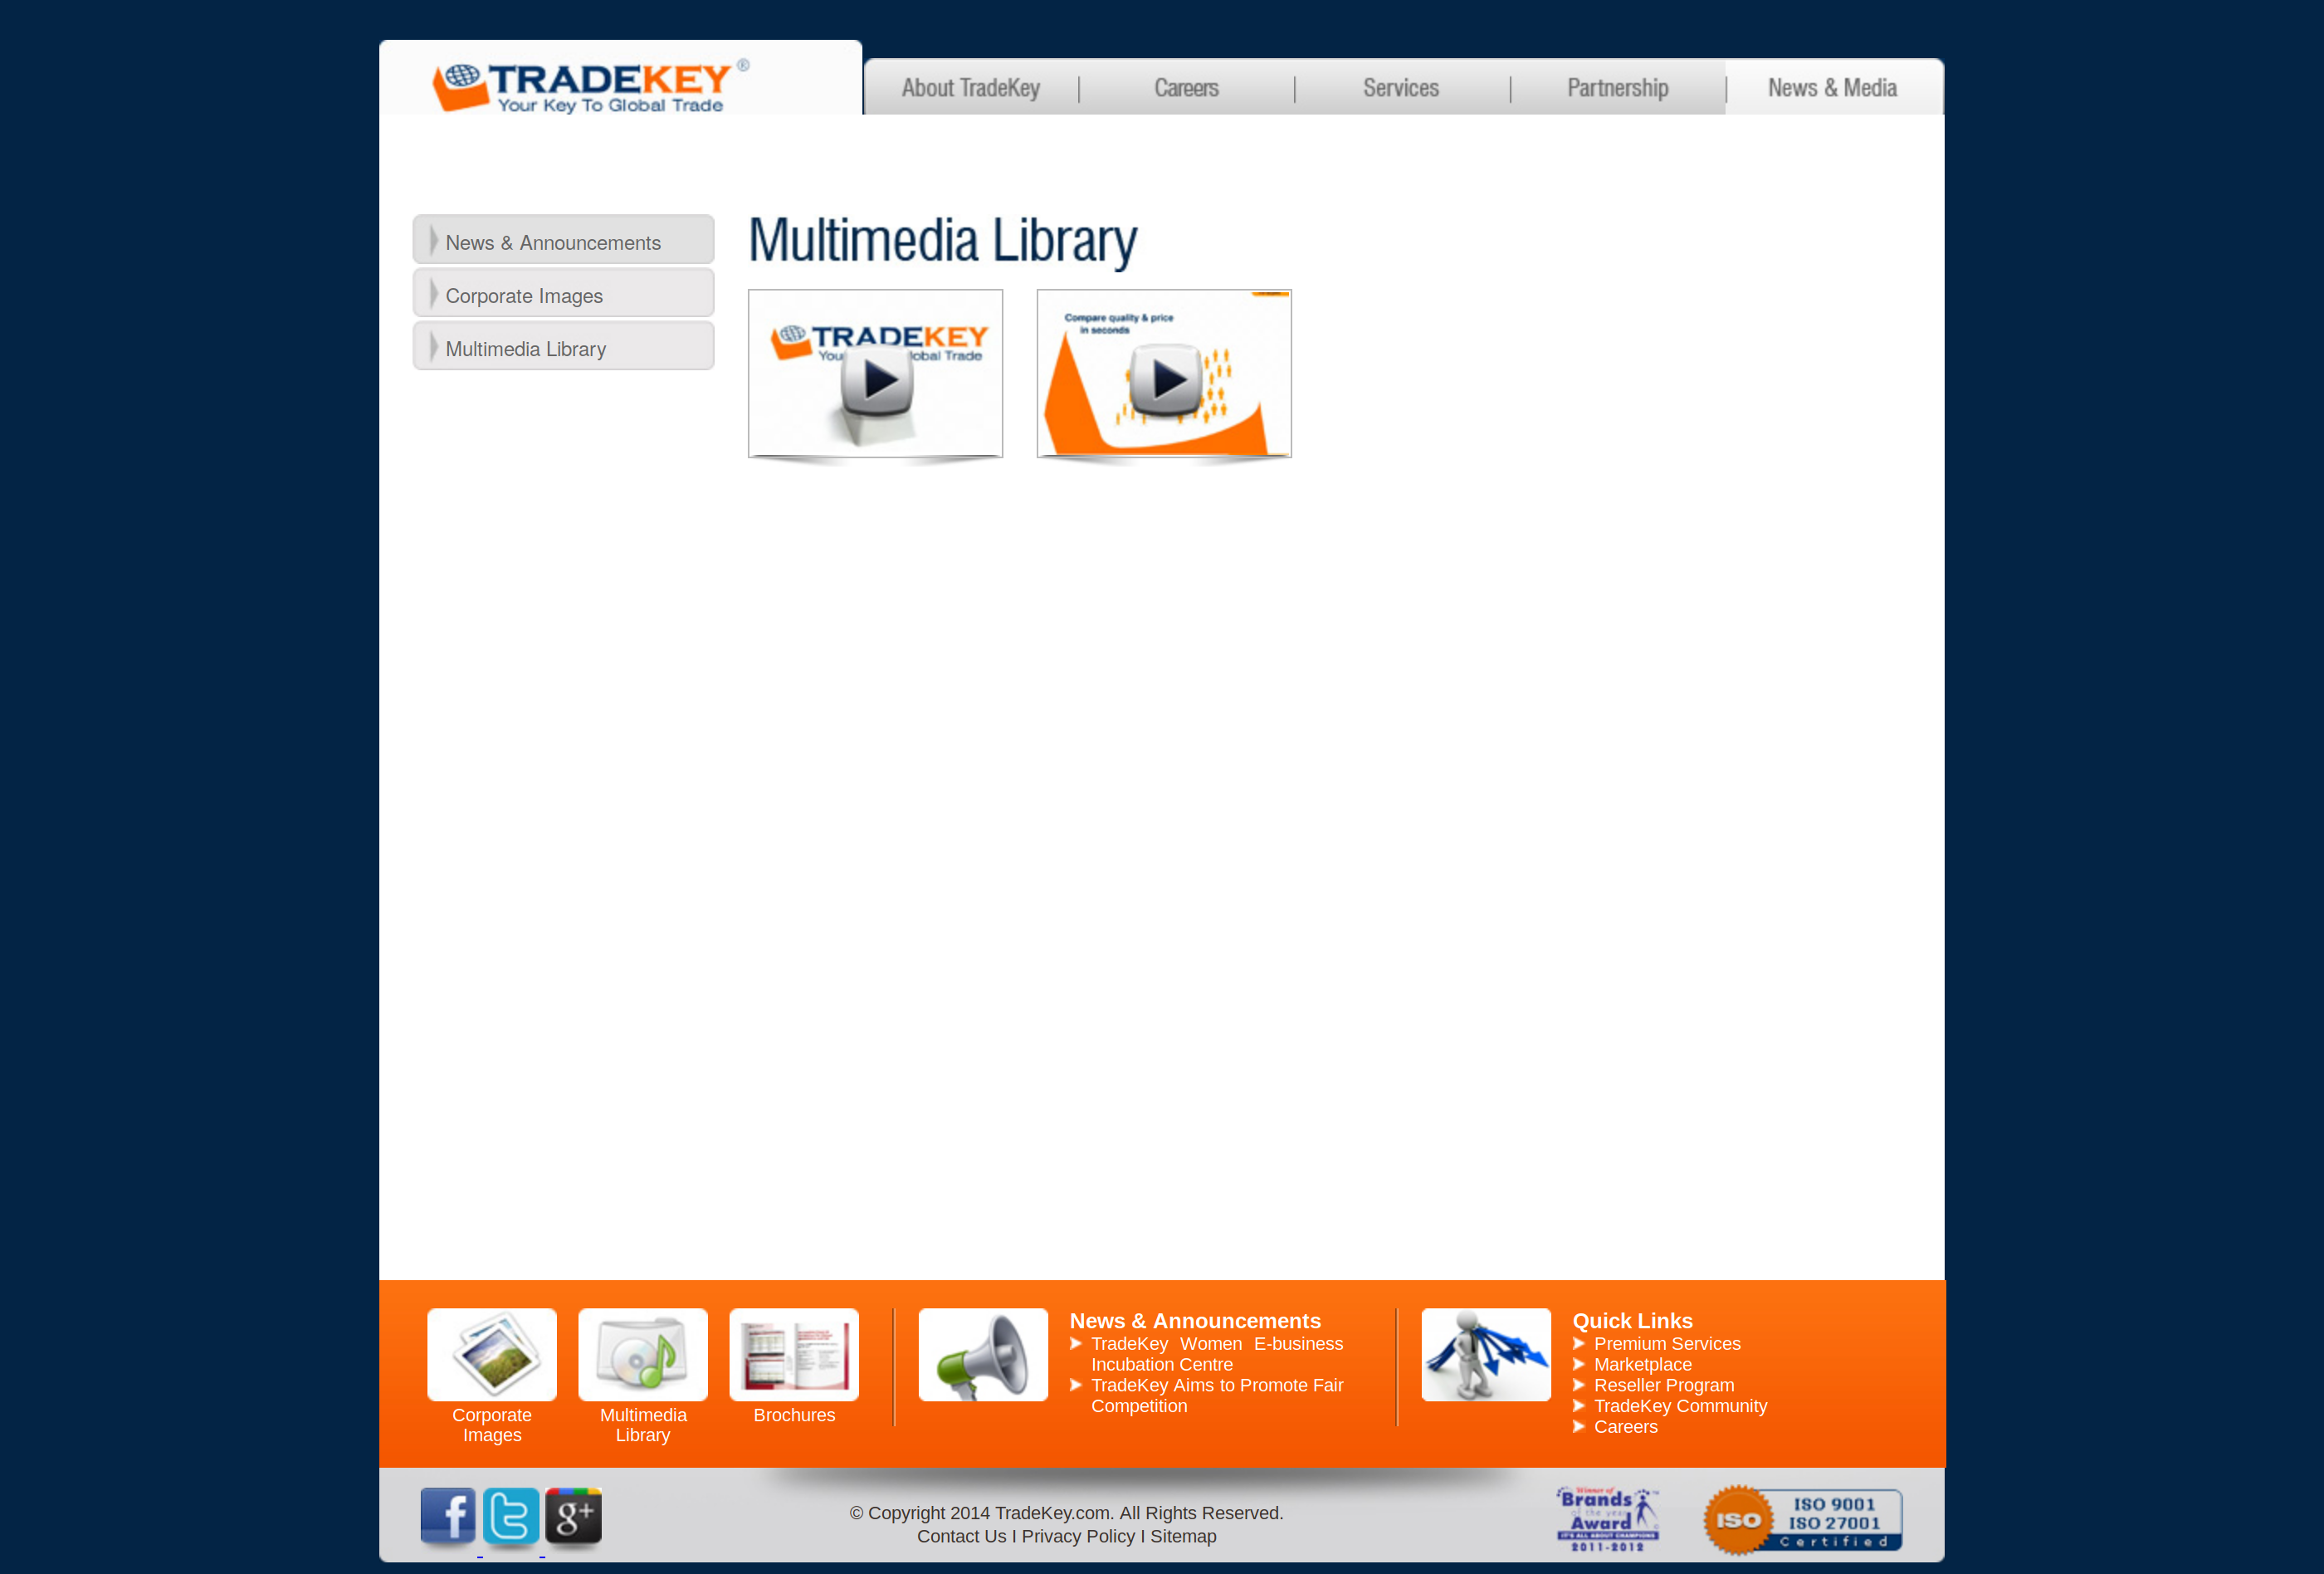 TRADEKEY ®
Your Key To Global Trade
About TradeKey
Careers
Services
Partnership
News & Media
News & Announcements
Corporate Images
Multimedia Library
Multimedia Library
TRADEKEY
You lobal Trade
Compare quality & price
in seconds
Corporate
Images
Multimedia
Library
Brochures
News & Announcements
TradeKey Women E-business
Incubation Centre
TradeKey Aims to Promote Fair
Competition
Quick Links
Premium Services
Marketplace
Reseller Program
TradeKey Community
Careers
© Copyright 2014 TradeKey.com. All Rights Reserved.
Contact Us I Privacy Policy I Sitemap
Winner of
Brands
of the year
Award
IT'S ALL ABOUT CHAMPIONS
2011-2012
ISO
ISO 9001
ISO 27001
Certified